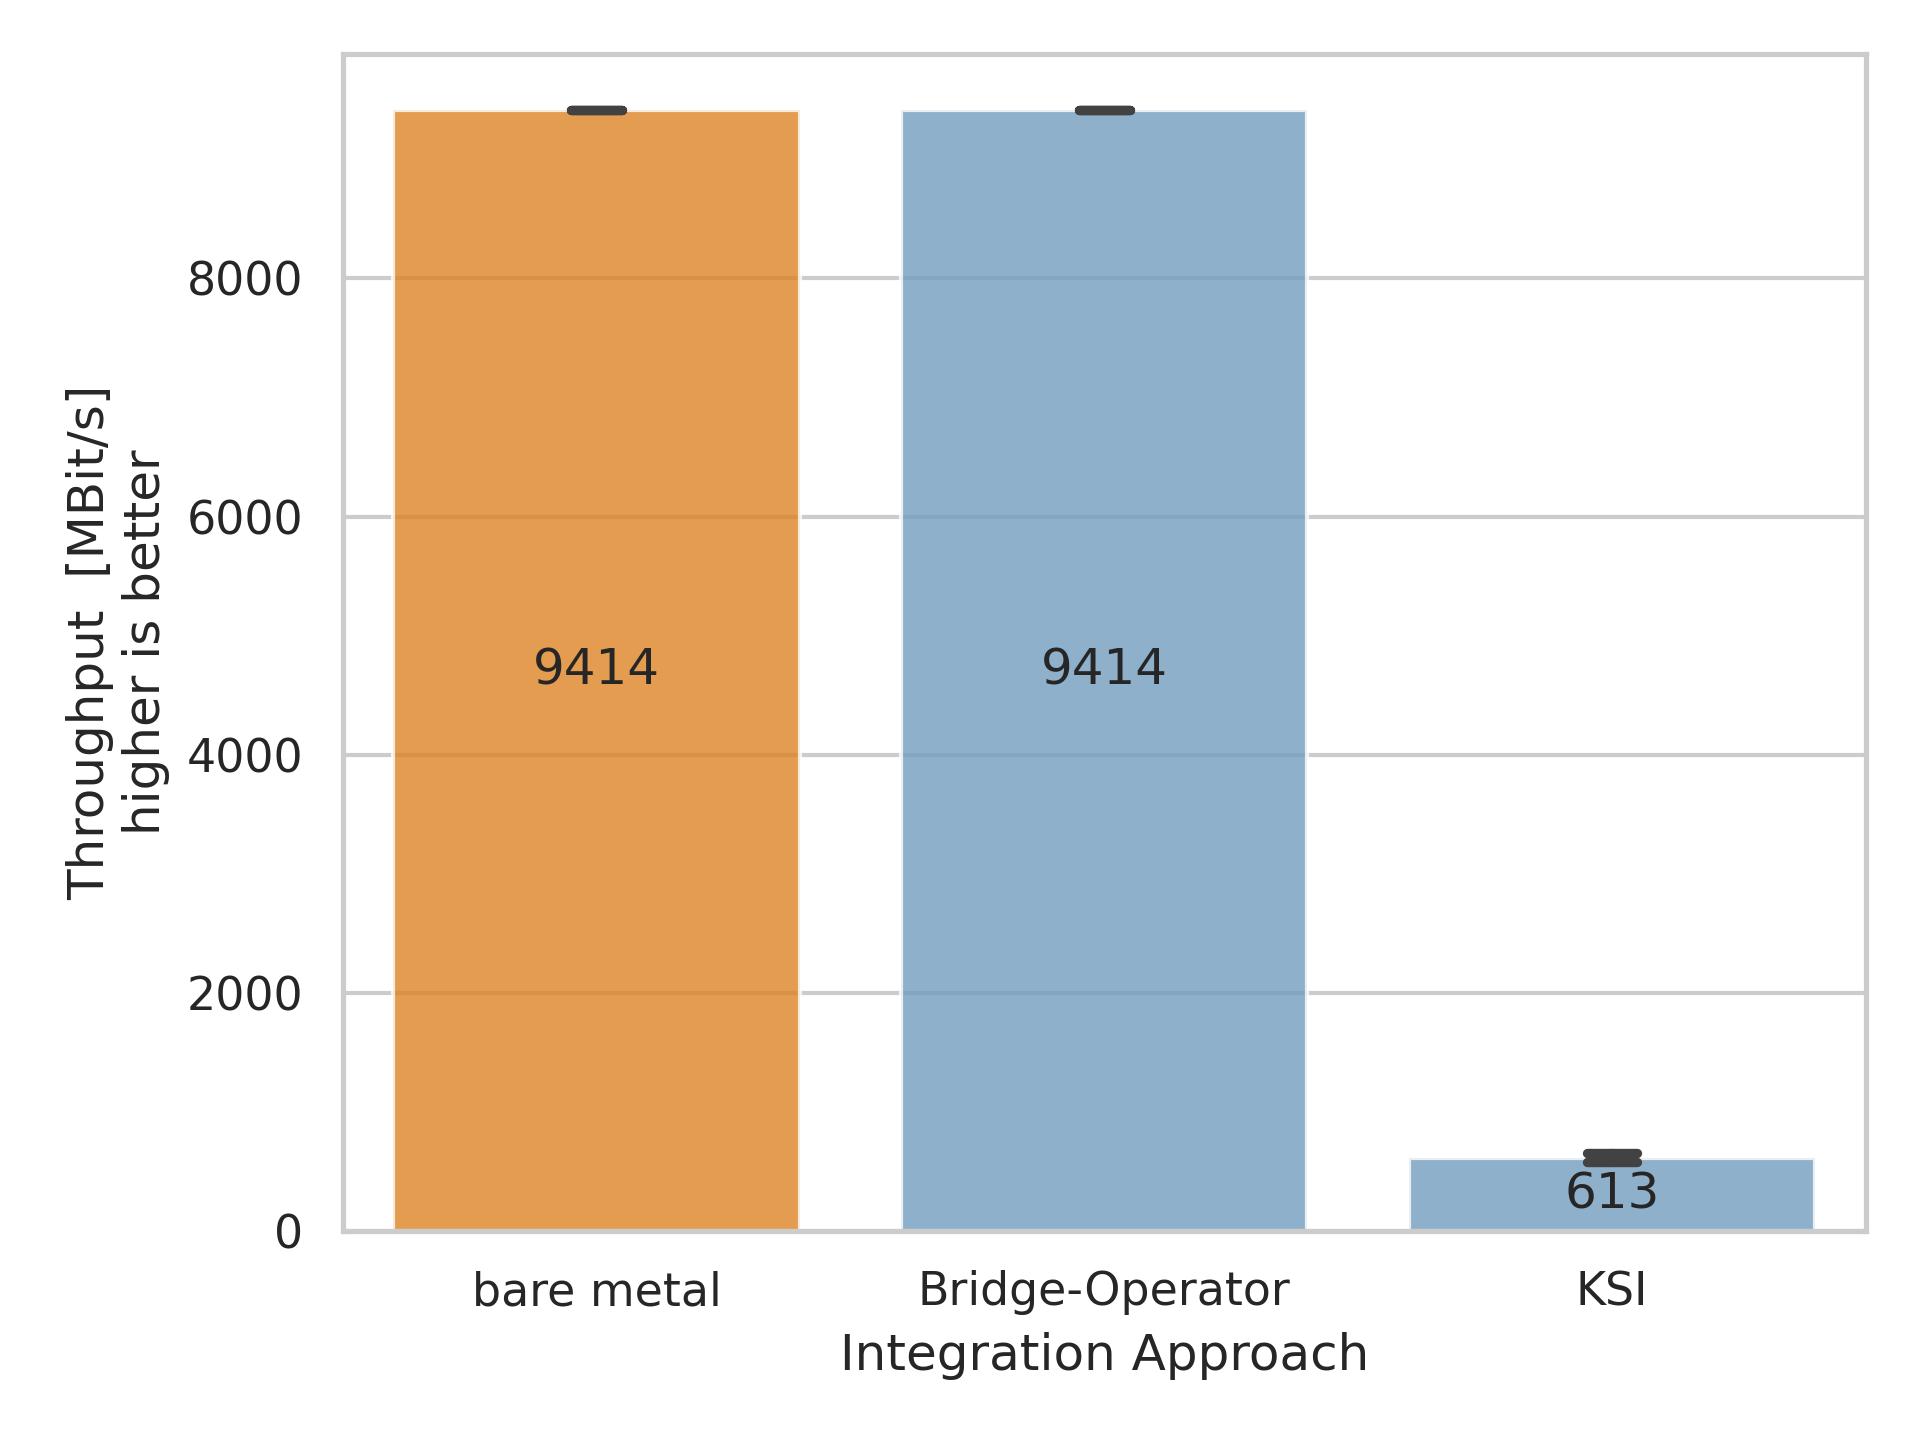 Throughput  [MBit/s]
higher is better
8000
6000
4000
2000
0
9414
9414
613
bare metal
Bridge-Operator
KSI
Integration Approach